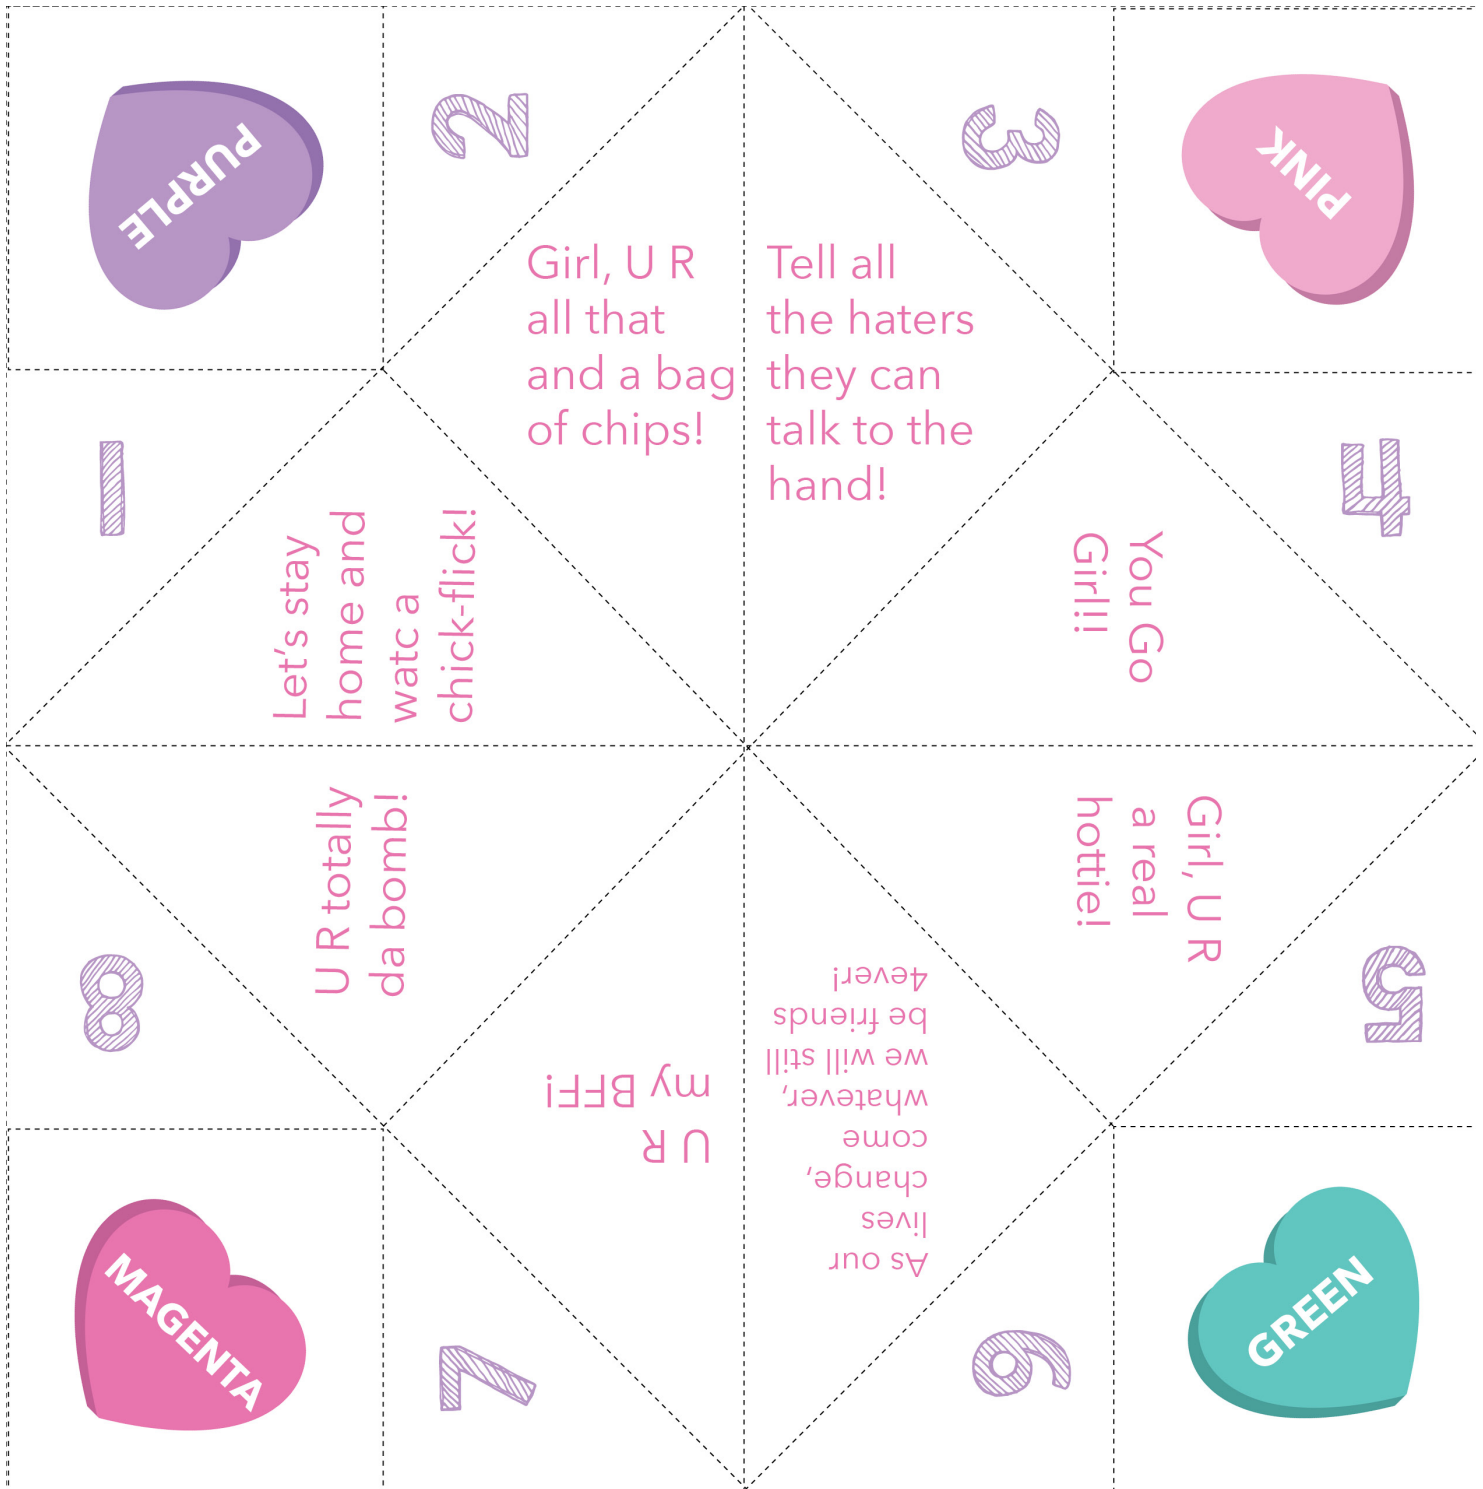 PURPLE
2
3
PINK
Girl, U R
all that
and a bag
of chips!
Tell all
the haters
they can
talk to the
hand!
1
4
Let's stay
home and
watc a
chick-flick!
You Go
Girl!!
U R totally
da bomb!
Girl, U R
a real
hottie!
8
5
U R
my BFF!
As our
lives
change,
come
whatever,
we will still
be friends
4ever!
MAGENTA
7
6
GREEN